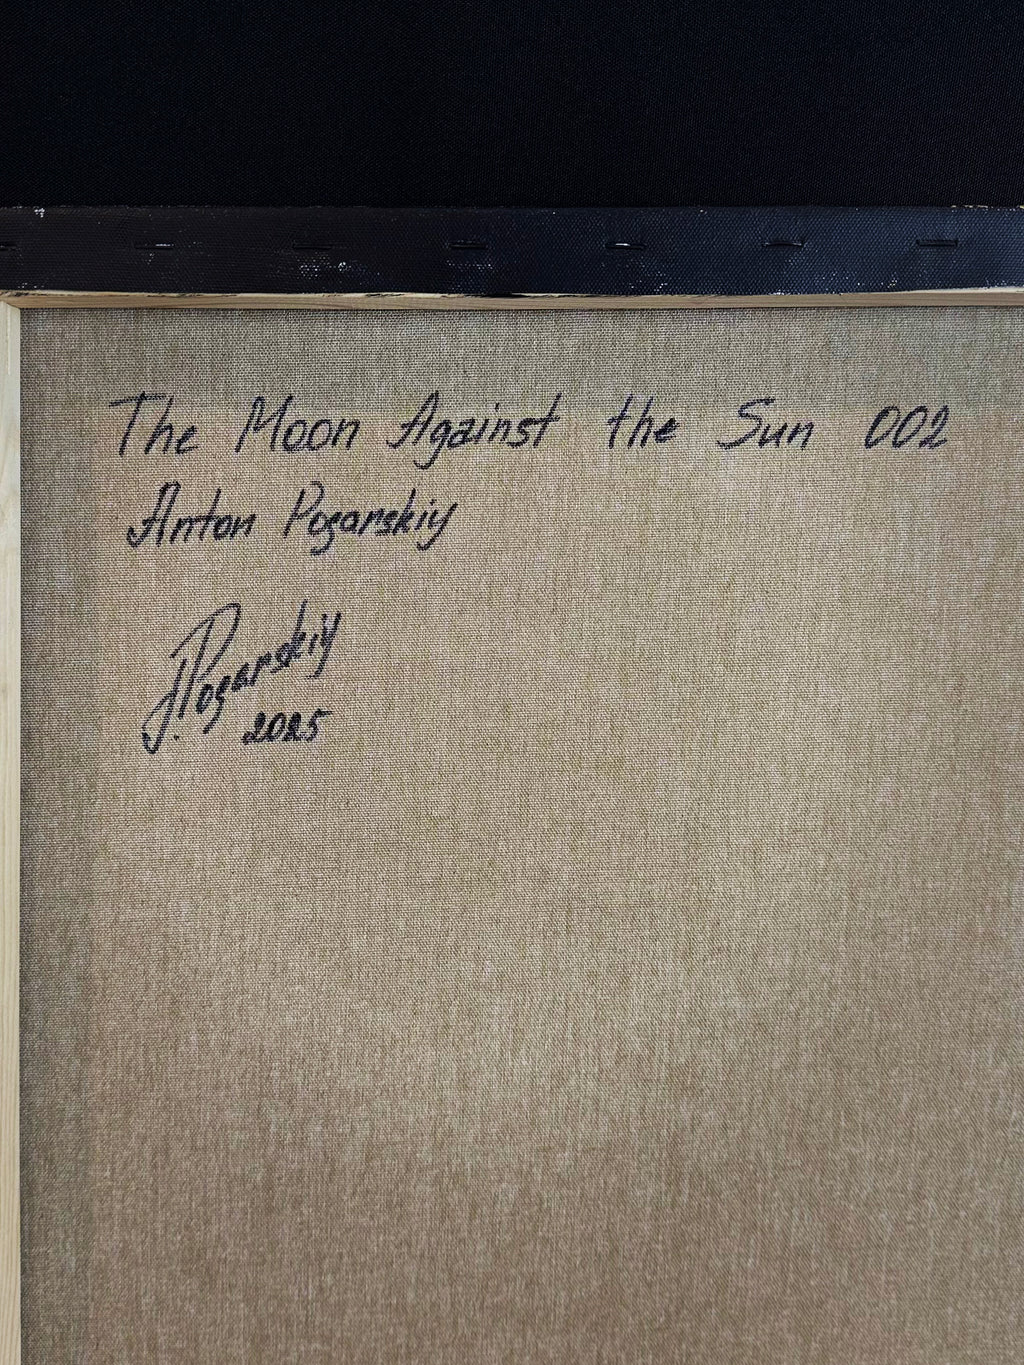 The Moon Against the Sun 002
Anton Pogarskiy
A.Pogarskiy
2025